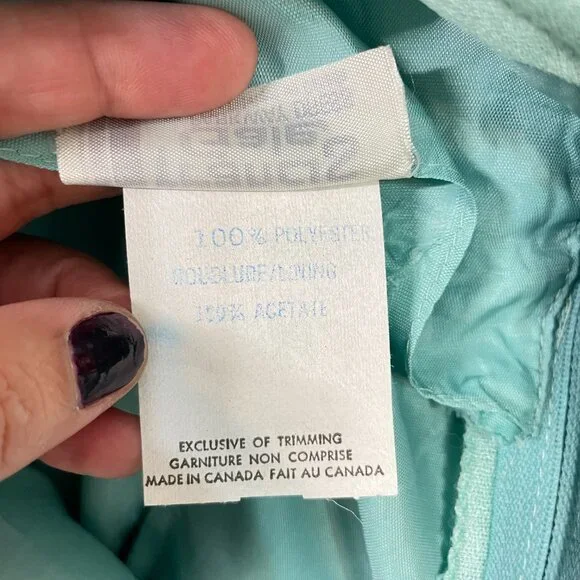 100% POLYESTER
DOUBLURE/LINING
100% ACETATE
EXCLUSIVE OF TRIMMING
GARNITURE NON COMPRISE
MADE IN CANADA FAIT AU CANADA